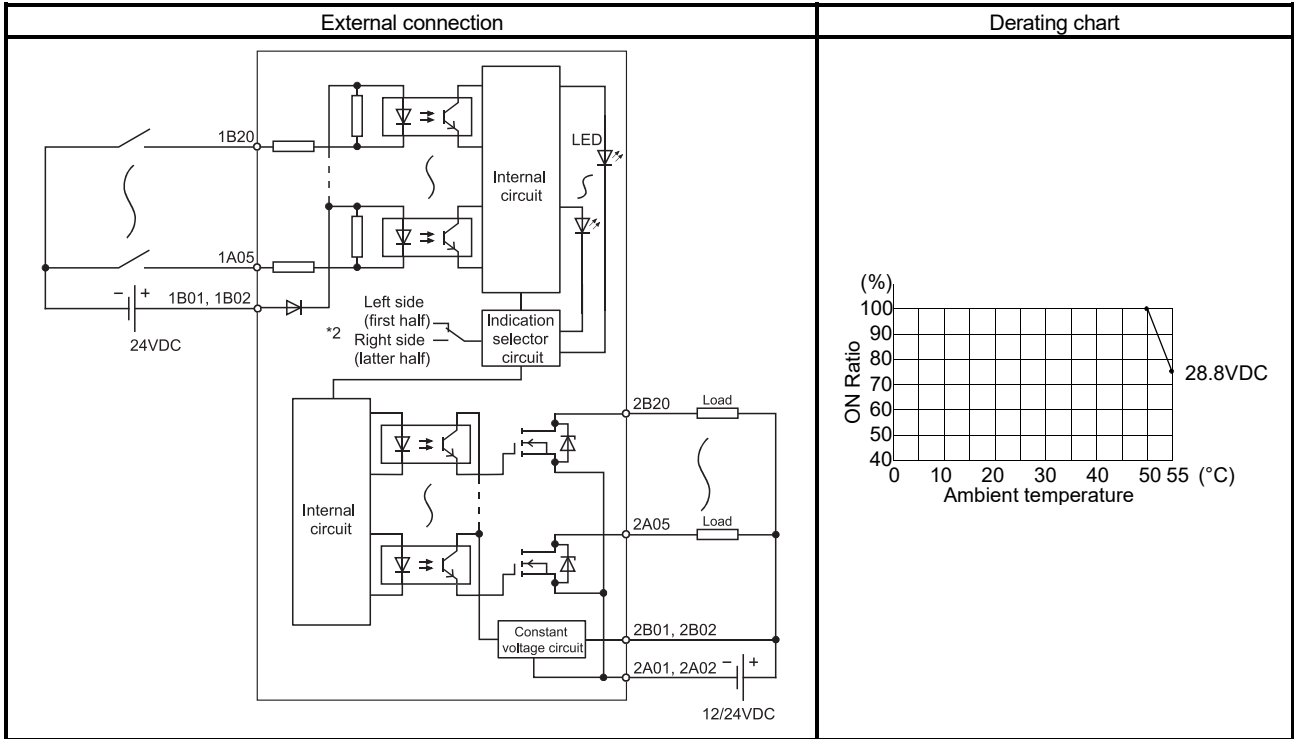 External connection
Derating chart
1B20
LED
Internal
circuit
1A05
− +
1B01, 1B02
24VDC
Left side
(first half)
*2
Right side
(latter half)
Indication
selector
circuit
2B20
Load
Internal
circuit
2A05
Load
Constant
voltage circuit
2B01, 2B02
2A01, 2A02
− +
12/24VDC
(%)
100
90
80
70
60
50
40
ON Ratio
28.8VDC
0 10 20 30 40 50 55 (°C)
Ambient temperature